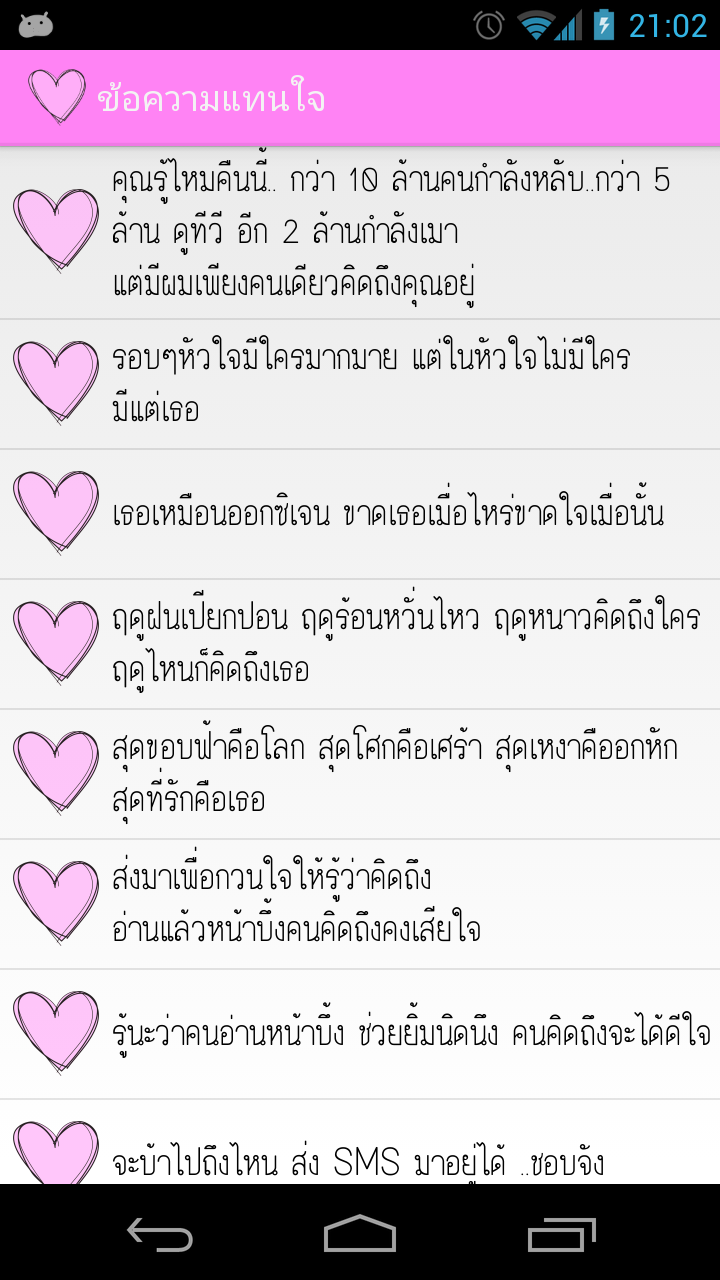 21:02
ข้อความแทนใจ
คุณรู้ไหมคืนนี้.. กว่า 10 ล้านคนกำลังหลับ..กว่า 5
ล้าน ดูทีวี อีก 2 ล้านกำลังเมา
แต่มีผมเพียงคนเดียวคิดถึงคุณอยู่
รอบๆหัวใจมีใครมากมาย แต่ในหัวใจไม่มีใคร
มีแต่เธอ
เธอเหมือนออกซิเจน ขาดเธอเมื่อไหร่ขาดใจเมื่อนั้น
ฤดูฝนเปียกปอน ฤดูร้อนหวั่นไหว ฤดูหนาวคิดถึงใคร
ฤดูไหนก็คิดถึงเธอ
สุดขอบฟ้าคือโลก สุดโศกคือเศร้า สุดเหงาคืออกหัก
สุดที่รักคือเธอ
ส่งมาเพื่อกวนใจให้รู้ว่าคิดถึง
อ่านแล้วหน้าบึ้งคนคิดถึงคงเสียใจ
รู้นะว่าคนอ่านหน้าบึ้ง ช่วยยิ้มนิดนึง คนคิดถึงจะได้ดีใจ
จะบ้าไปถึงไหน ส่ง SMS มาอยู่ได้ ..ชอบจัง